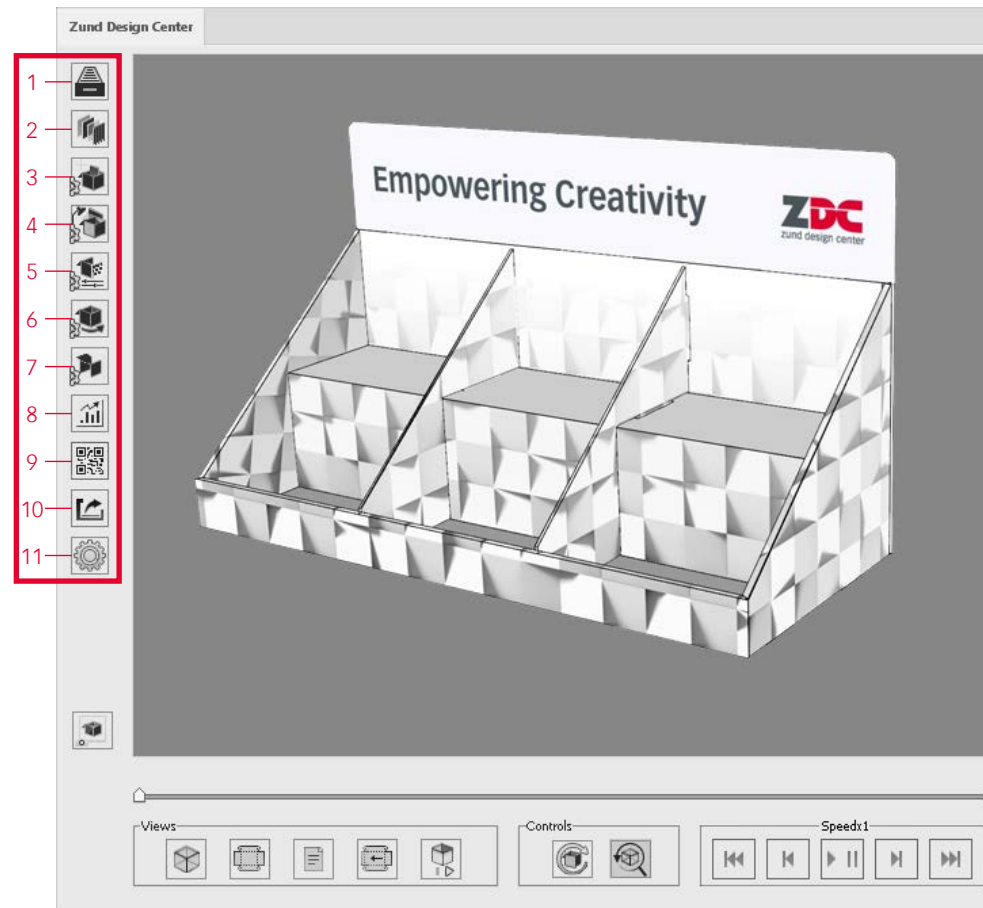 Zund Design Center
1
2
3
4
5
6
7
8
9
10
11
Empowering Creativity
ZDC
zund design center
Views
Controls
Speedx1